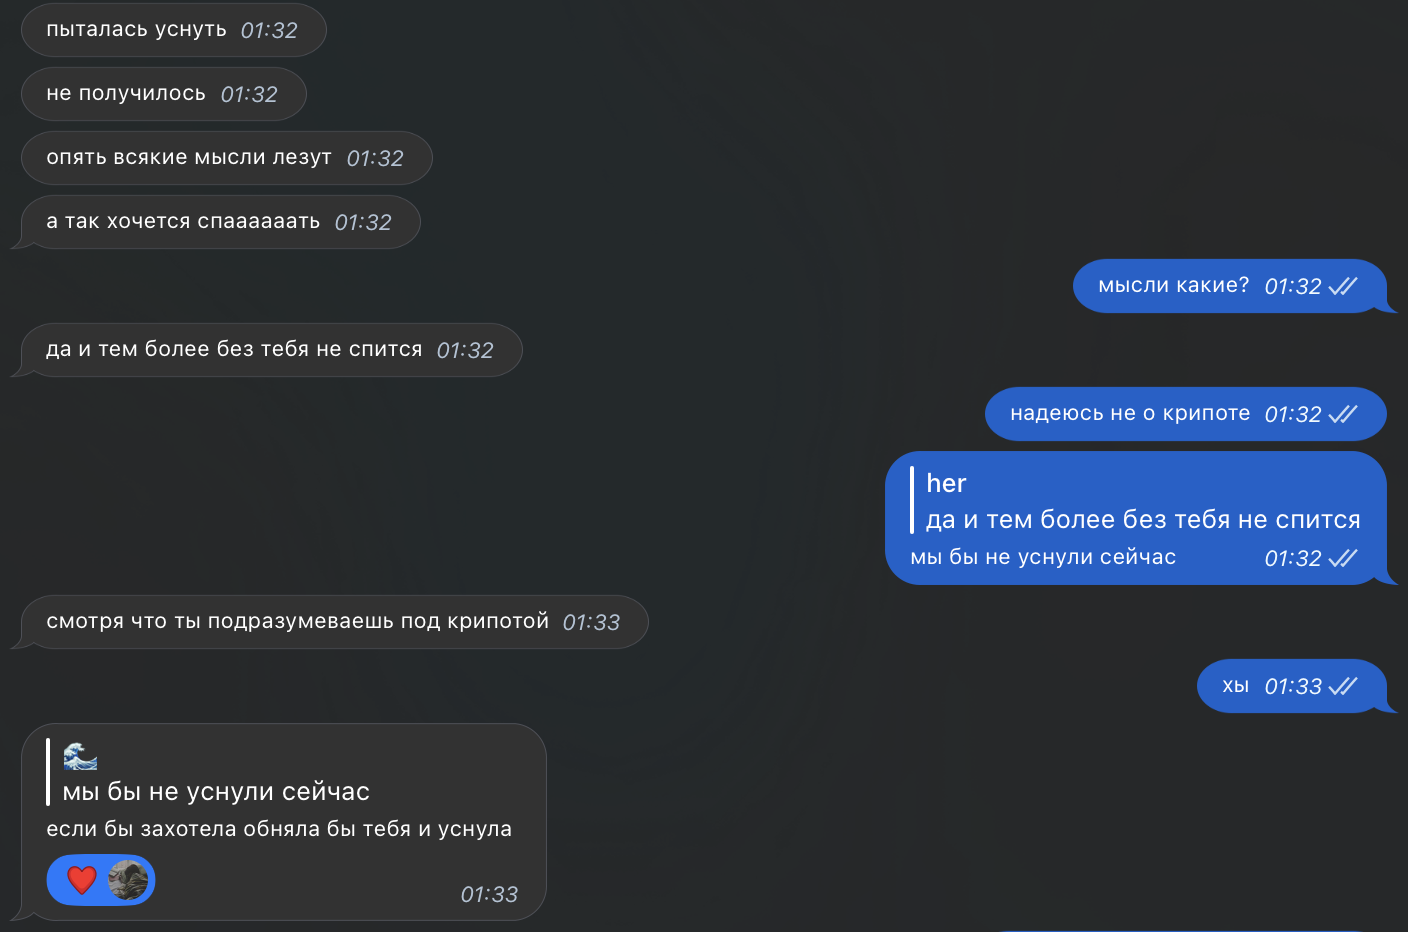 пыталась уснуть 01:32
не получилось 01:32
опять всякие мысли лезут 01:32
а так хочется спаааааать 01:32
мысли какие? 01:32
да и тем более без тебя не спится 01:32
надеюсь не о крипоте 01:32
her
да и тем более без тебя не спится
мы бы не уснули сейчас 01:32
смотря что ты подразумеваешь под крипотой 01:33
хы 01:33
🌊
мы бы не уснули сейчас
если бы захотела обняла бы тебя и уснула
❤️ 01:33